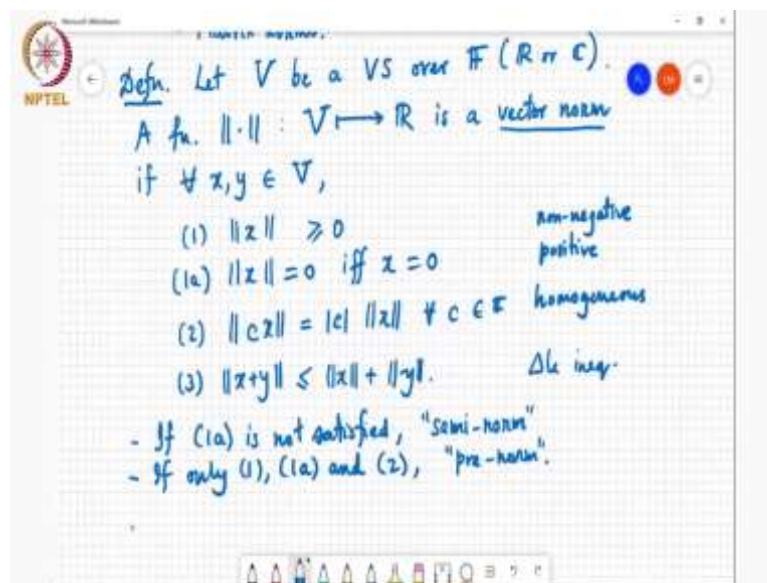 NPTEL
Defn. Let V be a VS over F (R or C).
A fn. ||·|| : V ↦ R is a vector norm
if ∀ x, y ∈ V,
(1) ||x|| ≥ 0 non-negative
(1a) ||x|| = 0 iff x = 0 positive
(2) ||cx|| = |c| ||x|| ∀ c ∈ F homogeneous
(3) ||x+y|| ≤ ||x|| + ||y||. Δle ineq.
- If (1a) is not satisfied, "semi-norm"
- If only (1), (1a) and (2), "pre-norm".